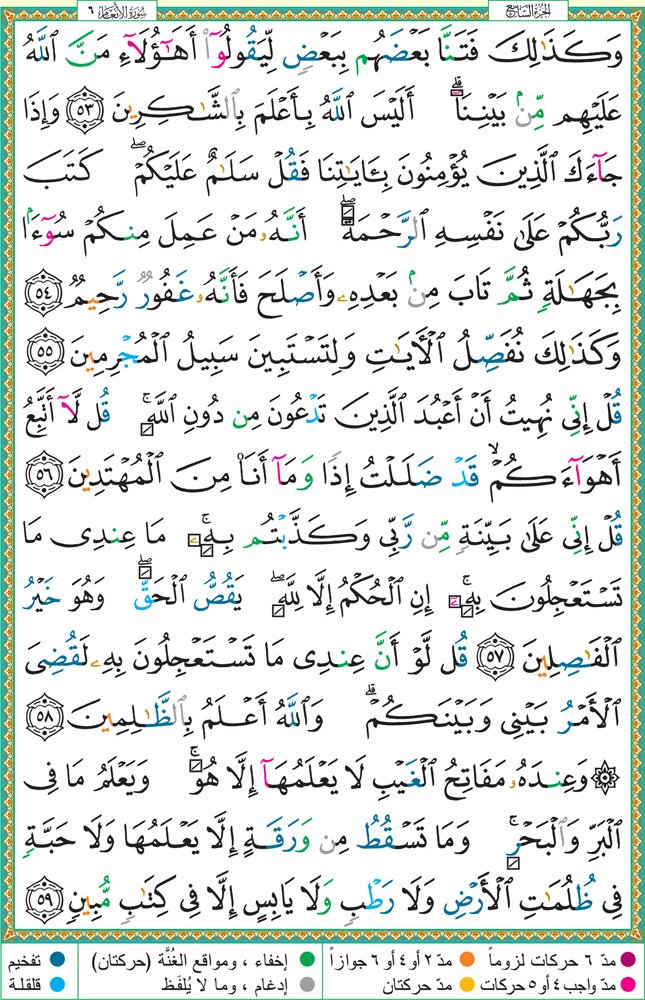 الجزء السابع
سورة الأنعام ٦
وَكَذَٰلِكَ فَتَنَّا بَعْضَهُم بِبَعْضٍ لِّيَقُولُوٓا۟ أَهَٰٓؤُلَآءِ مَنَّ ٱللَّهُ
عَلَيْهِم مِّنۢ بَيْنِنَآ ۗ أَلَيْسَ ٱللَّهُ بِأَعْلَمَ بِٱلشَّٰكِرِينَ ٥٣ وَإِذَا
جَآءَكَ ٱلَّذِينَ يُؤْمِنُونَ بِـَٔايَٰتِنَا فَقُلْ سَلَٰمٌ عَلَيْكُمْ ۖ كَتَبَ
رَبُّكُمْ عَلَىٰ نَفْسِهِ ٱلرَّحْمَةَ ۖ أَنَّهُۥ مَنْ عَمِلَ مِنكُمْ سُوٓءًۢا
بِجَهَٰلَةٍ ثُمَّ تَابَ مِنۢ بَعْدِهِۦ وَأَصْلَحَ فَأَنَّهُۥ غَفُورٌ رَّحِيمٌ ٥٤
وَكَذَٰلِكَ نُفَصِّلُ ٱلْءَايَٰتِ وَلِتَسْتَبِينَ سَبِيلُ ٱلْمُجْرِمِينَ ٥٥
قُلْ إِنِّى نُهِيتُ أَنْ أَعْبُدَ ٱلَّذِينَ تَدْعُونَ مِن دُونِ ٱللَّهِ ۚ قُل لَّآ أَتَّبِعُ
أَهْوَآءَكُمْ ۙ قَدْ ضَلَلْتُ إِذًا وَمَآ أَنَا۠ مِنَ ٱلْمُهْتَدِينَ ٥٦
قُلْ إِنِّى عَلَىٰ بَيِّنَةٍ مِّن رَّبِّى وَكَذَّبْتُم بِهِۦ ۚ مَا عِندِى مَا
تَسْتَعْجِلُونَ بِهِۦٓ ۚ إِنِ ٱلْحُكْمُ إِلَّا لِلَّهِ ۖ يَقُصُّ ٱلْحَقَّ ۖ وَهُوَ خَيْرُ
ٱلْفَٰصِلِينَ ٥٧ قُل لَّوْ أَنَّ عِندِى مَا تَسْتَعْجِلُونَ بِهِۦ لَقُضِىَ
ٱلْأَمْرُ بَيْنِى وَبَيْنَكُمْ ۗ وَٱللَّهُ أَعْلَمُ بِٱلظَّٰلِمِينَ ٥٨
۞ وَعِندَهُۥ مَفَاتِحُ ٱلْغَيْبِ لَا يَعْلَمُهَآ إِلَّا هُوَ ۚ وَيَعْلَمُ مَا فِى
ٱلْبَرِّ وَٱلْبَحْرِ ۚ وَمَا تَسْقُطُ مِن وَرَقَةٍ إِلَّا يَعْلَمُهَا وَلَا حَبَّةٍ
فِى ظُلُمَٰتِ ٱلْأَرْضِ وَلَا رَطْبٍ وَلَا يَابِسٍ إِلَّا فِى كِتَٰبٍ مُّبِينٍ ٥٩
مدّ ٦ حركات لزوماً مدّ ٢ أو ٤ أو ٦ جوازاً إخفاء ، ومواقع الغُنَّة (حركتان) تفخيم
مدّ واجب ٤ أو ٥ حركات مدّ حركتان إدغام ، وما لا يُلفَظ قلقلة